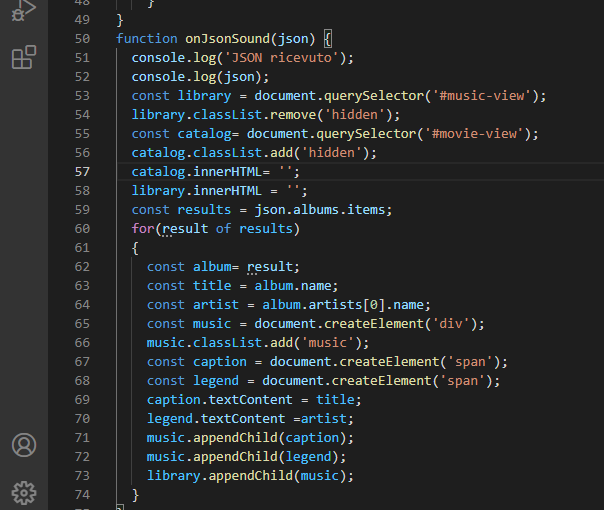 48 }
49 }
50 function onJsonSound(json) {
51 console.log('JSON ricevuto');
52 console.log(json);
53 const library = document.querySelector('#music-view');
54 library.classList.remove('hidden');
55 const catalog= document.querySelector('#movie-view');
56 catalog.classList.add('hidden');
57 catalog.innerHTML= '';
58 library.innerHTML = '';
59 const results = json.albums.items;
60 for(result of results)
61 {
62 const album= result;
63 const title = album.name;
64 const artist = album.artists[0].name;
65 const music = document.createElement('div');
66 music.classList.add('music');
67 const caption = document.createElement('span');
68 const legend = document.createElement('span');
69 caption.textContent = title;
70 legend.textContent =artist;
71 music.appendChild(caption);
72 music.appendChild(legend);
73 library.appendChild(music);
74 }